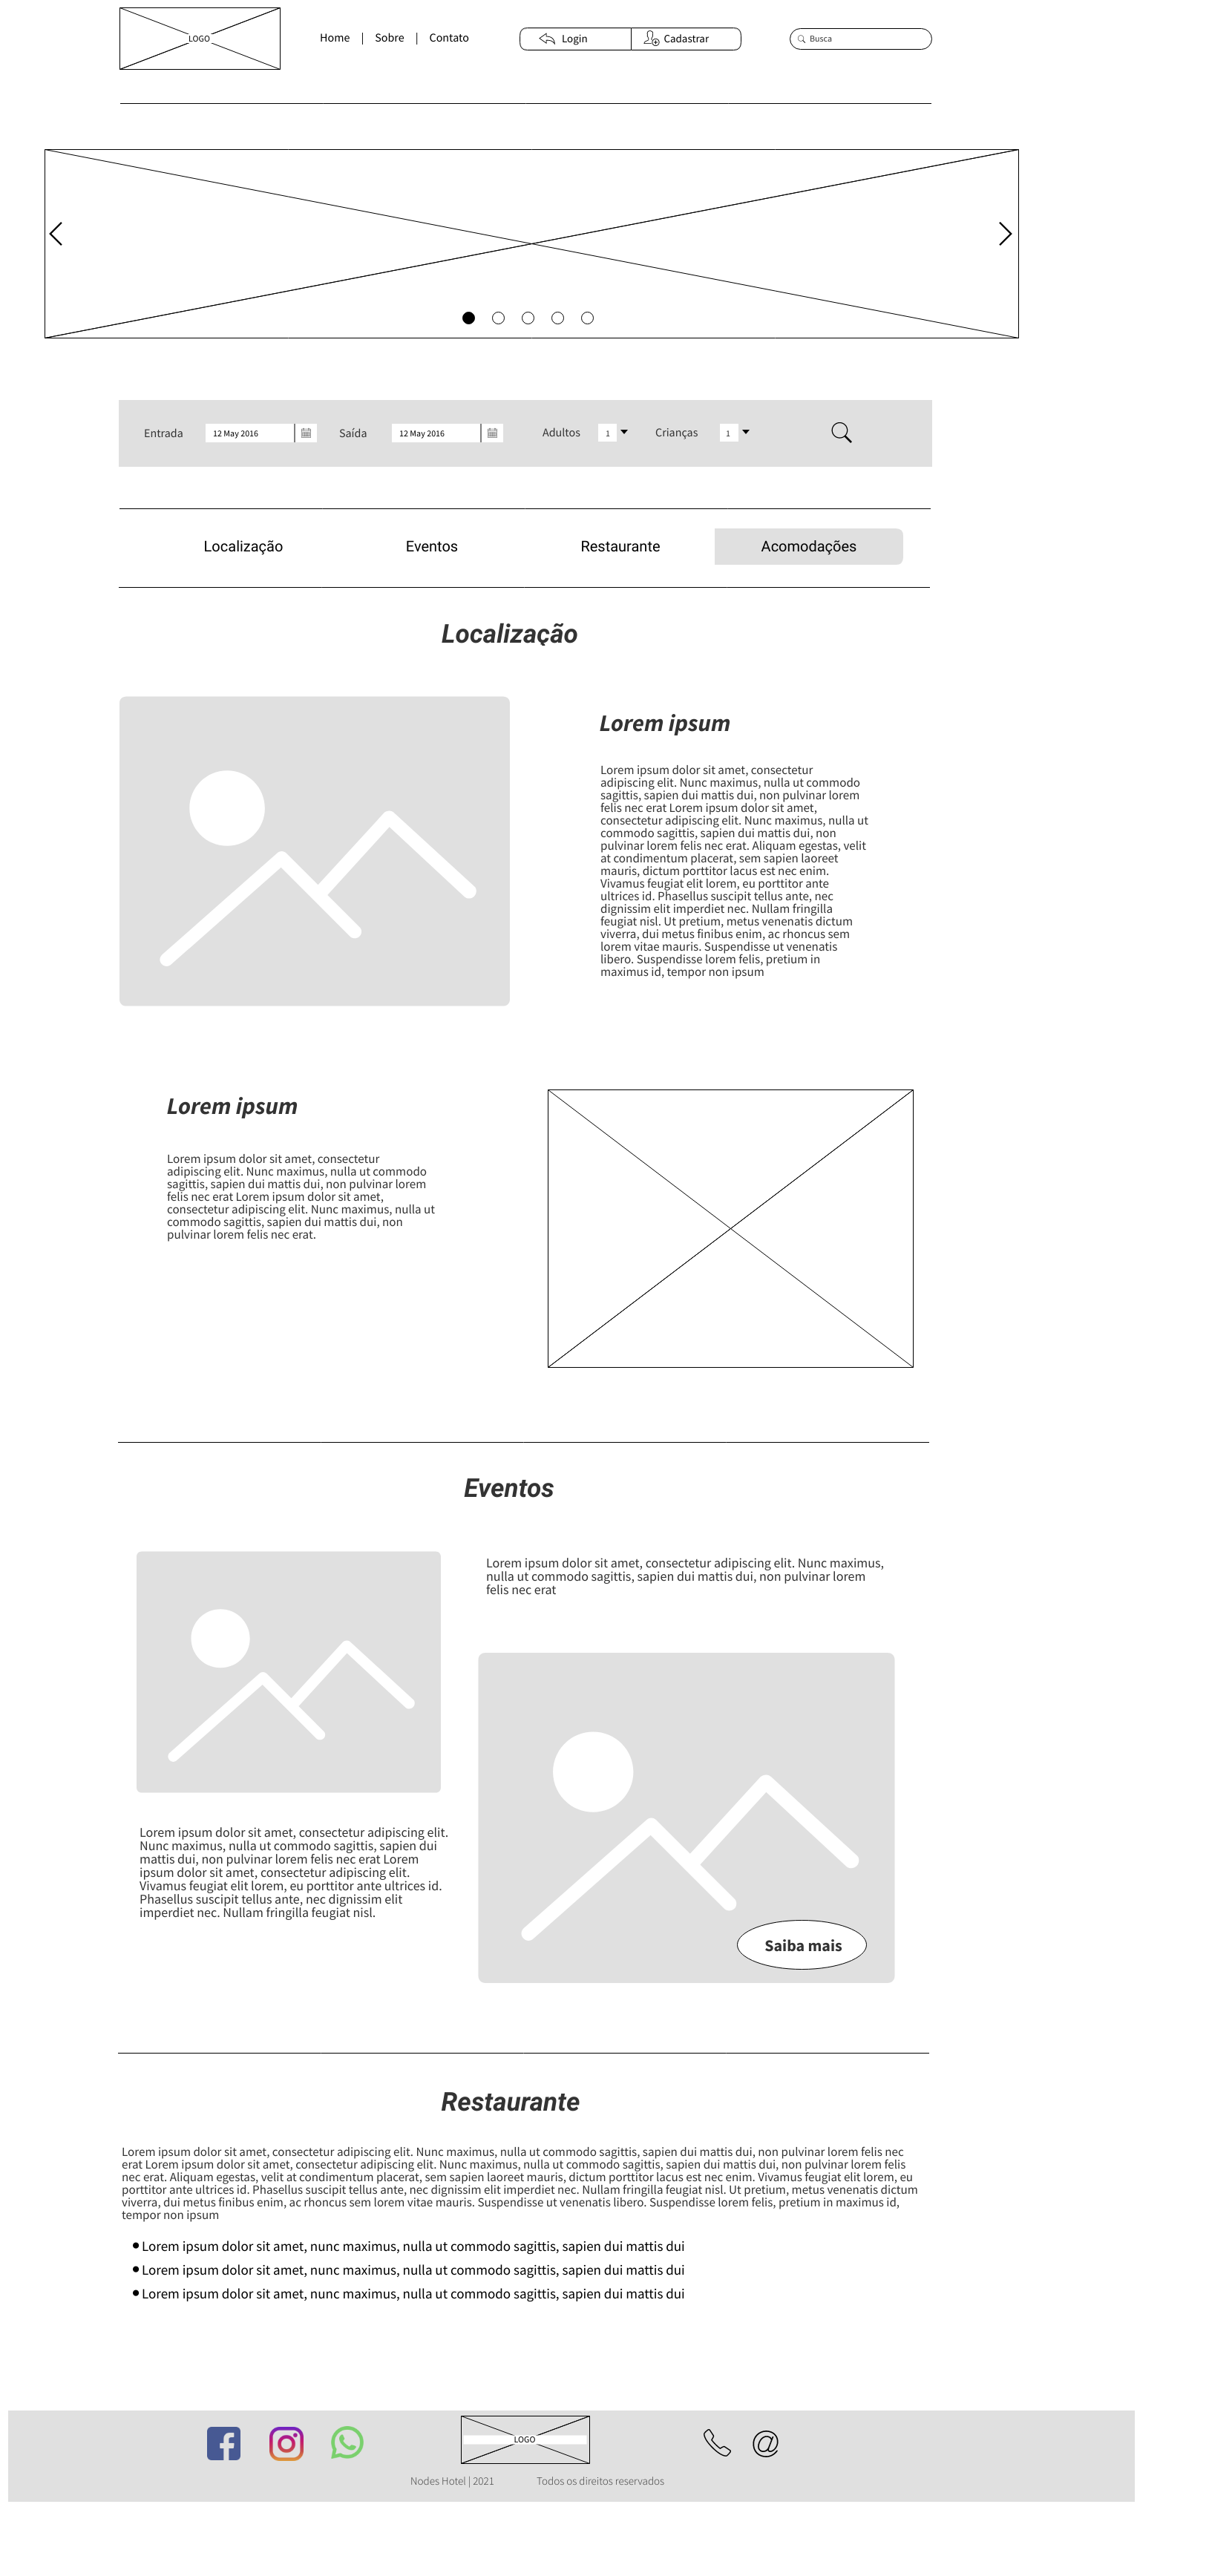 LOGO
Home | Sobre | Contato
Login
Cadastrar
Busca
Entrada
12 May 2016
Saída
12 May 2016
Adultos
1
Crianças
1
Localização
Eventos
Restaurante
Acomodações
Localização
Lorem ipsum
Lorem ipsum dolor sit amet, consectetur
adipiscing elit. Nunc maximus, nulla ut commodo
sagittis, sapien dui mattis dui, non pulvinar lorem
felis nec erat Lorem ipsum dolor sit amet,
consectetur adipiscing elit. Nunc maximus, nulla ut
commodo sagittis, sapien dui mattis dui, non
pulvinar lorem felis nec erat. Aliquam egestas, velit
at condimentum placerat, sem sapien laoreet
mauris, dictum porttitor lacus est nec enim.
Vivamus feugiat elit lorem, eu porttitor ante
ultrices id. Phasellus suscipit tellus ante, nec
dignissim elit imperdiet nec. Nullam fringilla
feugiat nisl. Ut pretium, metus venenatis dictum
viverra, dui metus finibus enim, ac rhoncus sem
lorem vitae mauris. Suspendisse ut venenatis
libero. Suspendisse lorem felis, pretium in
maximus id, tempor non ipsum
Lorem ipsum
Lorem ipsum dolor sit amet, consectetur
adipiscing elit. Nunc maximus, nulla ut commodo
sagittis, sapien dui mattis dui, non pulvinar lorem
felis nec erat Lorem ipsum dolor sit amet,
consectetur adipiscing elit. Nunc maximus, nulla ut
commodo sagittis, sapien dui mattis dui, non
pulvinar lorem felis nec erat.
Eventos
Lorem ipsum dolor sit amet, consectetur adipiscing elit. Nunc maximus,
nulla ut commodo sagittis, sapien dui mattis dui, non pulvinar lorem
felis nec erat
Lorem ipsum dolor sit amet, consectetur adipiscing elit.
Nunc maximus, nulla ut commodo sagittis, sapien dui
mattis dui, non pulvinar lorem felis nec erat Lorem
ipsum dolor sit amet, consectetur adipiscing elit.
Vivamus feugiat elit lorem, eu porttitor ante ultrices id.
Phasellus suscipit tellus ante, nec dignissim elit
imperdiet nec. Nullam fringilla feugiat nisl.
Saiba mais
Restaurante
Lorem ipsum dolor sit amet, consectetur adipiscing elit. Nunc maximus, nulla ut commodo sagittis, sapien dui mattis dui, non pulvinar lorem felis nec
erat Lorem ipsum dolor sit amet, consectetur adipiscing elit. Nunc maximus, nulla ut commodo sagittis, sapien dui mattis dui, non pulvinar lorem felis
nec erat. Aliquam egestas, velit at condimentum placerat, sem sapien laoreet mauris, dictum porttitor lacus est nec enim. Vivamus feugiat elit lorem, eu
porttitor ante ultrices id. Phasellus suscipit tellus ante, nec dignissim elit imperdiet nec. Nullam fringilla feugiat nisl. Ut pretium, metus venenatis dictum
viverra, dui metus finibus enim, ac rhoncus sem lorem vitae mauris. Suspendisse ut venenatis libero. Suspendisse lorem felis, pretium in maximus id,
tempor non ipsum
• Lorem ipsum dolor sit amet, nunc maximus, nulla ut commodo sagittis, sapien dui mattis dui
• Lorem ipsum dolor sit amet, nunc maximus, nulla ut commodo sagittis, sapien dui mattis dui
• Lorem ipsum dolor sit amet, nunc maximus, nulla ut commodo sagittis, sapien dui mattis dui
LOGO
@
Nodes Hotel | 2021
Todos os direitos reservados